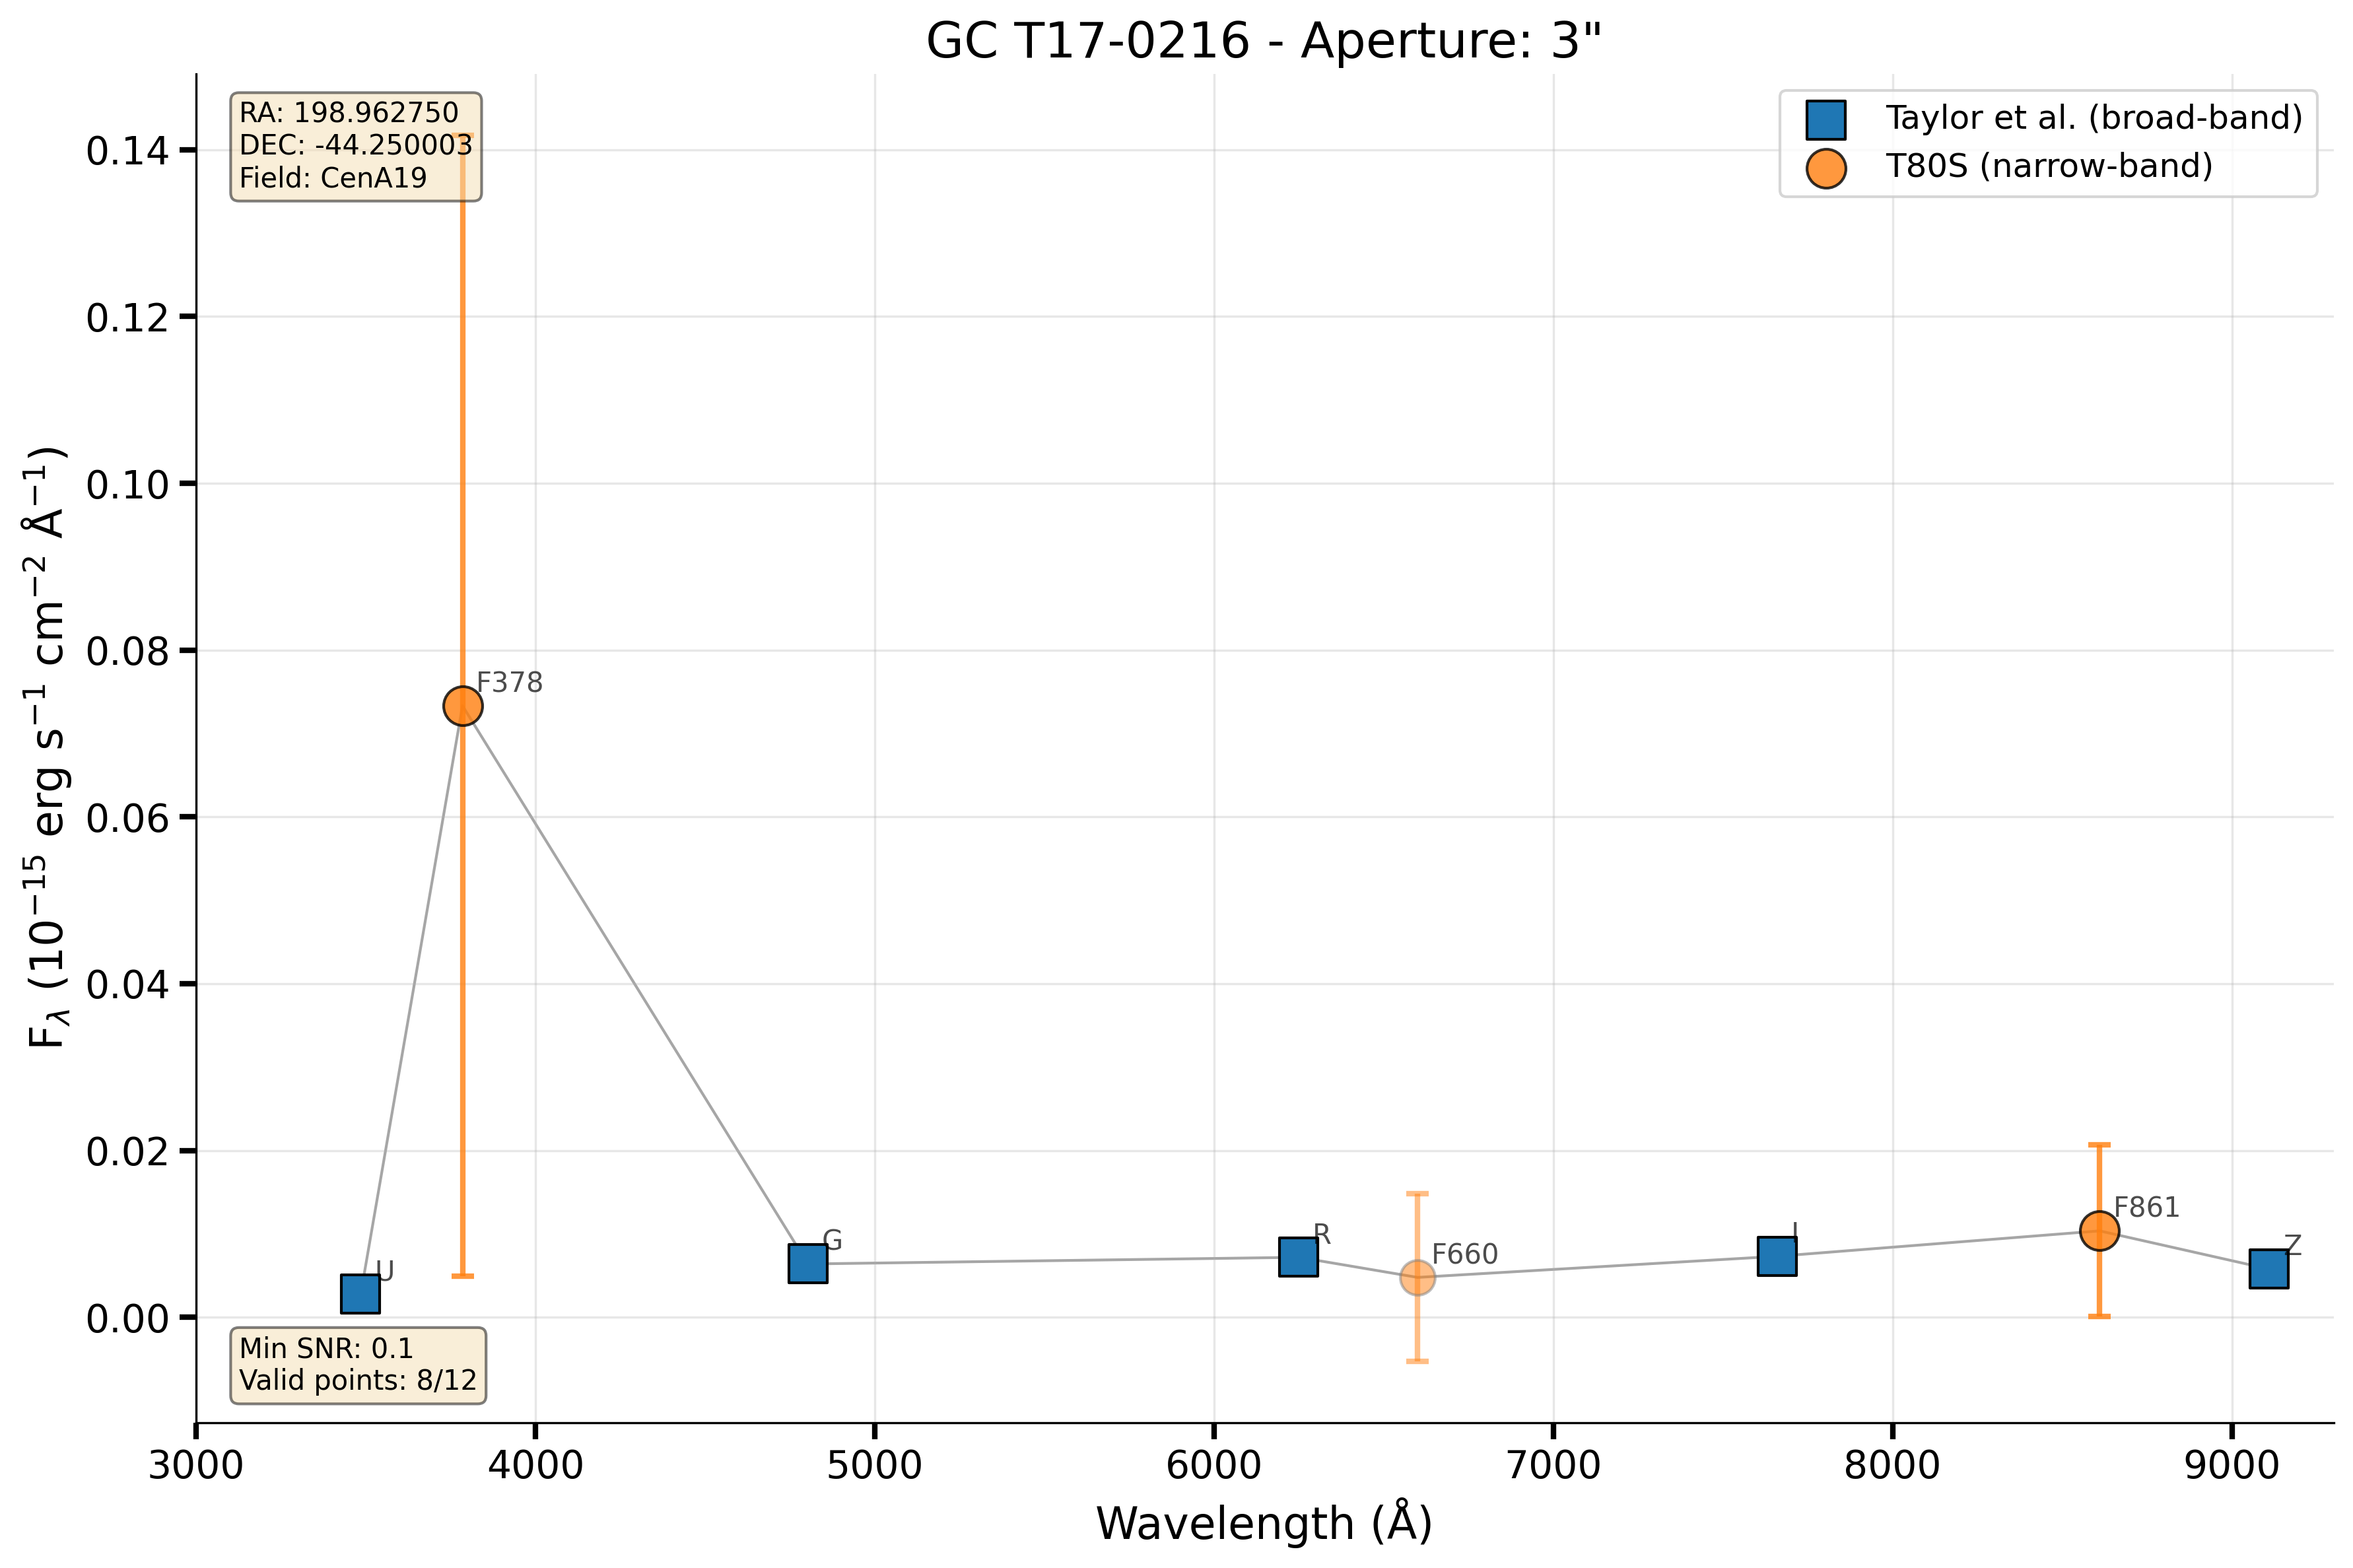 GC T17-0216 - Aperture: 3"
RA: 198.962750
DEC: -44.250003
Field: CenA19
Taylor et al. (broad-band)
T80S (narrow-band)
0.14
0.12
0.10
0.08
0.06
0.04
0.02
0.00
F_λ (10⁻¹⁵ erg s⁻¹ cm⁻² Å⁻¹)
F378
U
G
R
F660
I
F861
Z
Min SNR: 0.1
Valid points: 8/12
3000 4000 5000 6000 7000 8000 9000
Wavelength (Å)